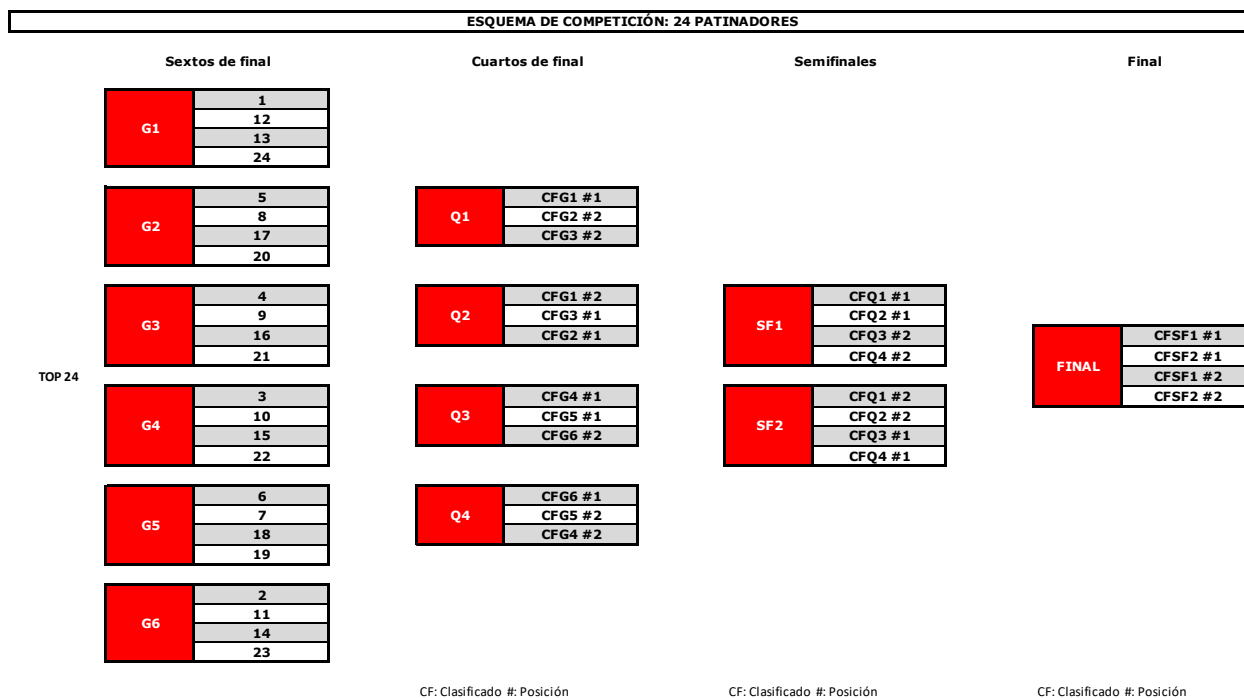 ESQUEMA DE COMPETICIÓN: 24 PATINADORES
Sextos de final
Cuartos de final
Semifinales
Final
TOP 24
G1
1
12
13
24
G2
5
8
17
20
G3
4
9
16
21
G4
3
10
15
22
G5
6
7
18
19
G6
2
11
14
23
Q1
CFG1 #1
CFG2 #2
CFG3 #2
Q2
CFG1 #2
CFG3 #1
CFG2 #1
Q3
CFG4 #1
CFG5 #1
CFG6 #2
Q4
CFG6 #1
CFG5 #2
CFG4 #2
SF1
CFQ1 #1
CFQ2 #1
CFQ3 #2
CFQ4 #2
SF2
CFQ1 #2
CFQ2 #2
CFQ3 #1
CFQ4 #1
FINAL
CFSF1 #1
CFSF2 #1
CFSF1 #2
CFSF2 #2
CF: Clasificado #: Posición
CF: Clasificado #: Posición
CF: Clasificado #: Posición